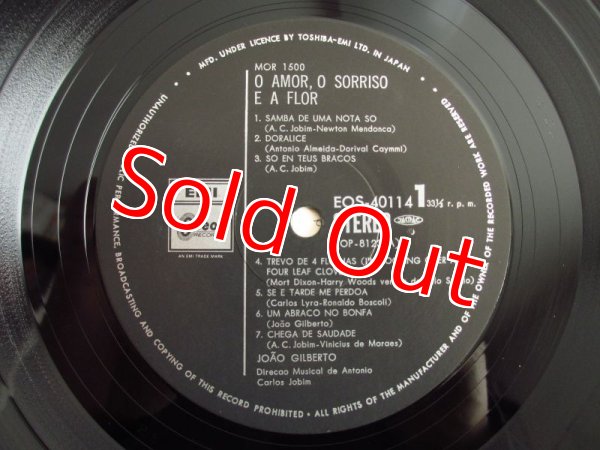 MFD. UNDER LICENCE BY TOSHIBA-EMI LTD. IN JAPAN
MOR 1500
O AMOR, O SORRISO
E A FLOR
1. SAMBA DE UMA NOTA SO
(A.C. Jobim-Newton Mendonca)
2. DORALICE
(Antonio Almeida-Dorival Caymmi)
3. SO EN TEUS BRACOS
(A.C. Jobim)
EOS-40114 1 33⅓ r.p.m.
EMI
RECOR
AN EMI TRADE MARK
4. TREVO DE 4
FOUR LEAF
(Mort Dixon-Harry Woods
5. SE E TARDE ME PERDOA
(Carlos Lyra-Ronaldo Boscoli)
6. UM ABRACO NO BONFA
(João Gilberto)
7. CHEGA DE SAUDADE
(A.C. Jobim-Vinicius de Moraes)
JOÃO GILBERTO
Direcao Musical de Antonio
Carlos Jobim
PERFORMANCE, BROADCASTING AND COPYING OF THIS RECORD PROHIBITED • ALL RIGHTS OF THE MANUFACTURER AND OF THE OWNER OF THE RECORDED WORK ARE RESERVED
Sold Out